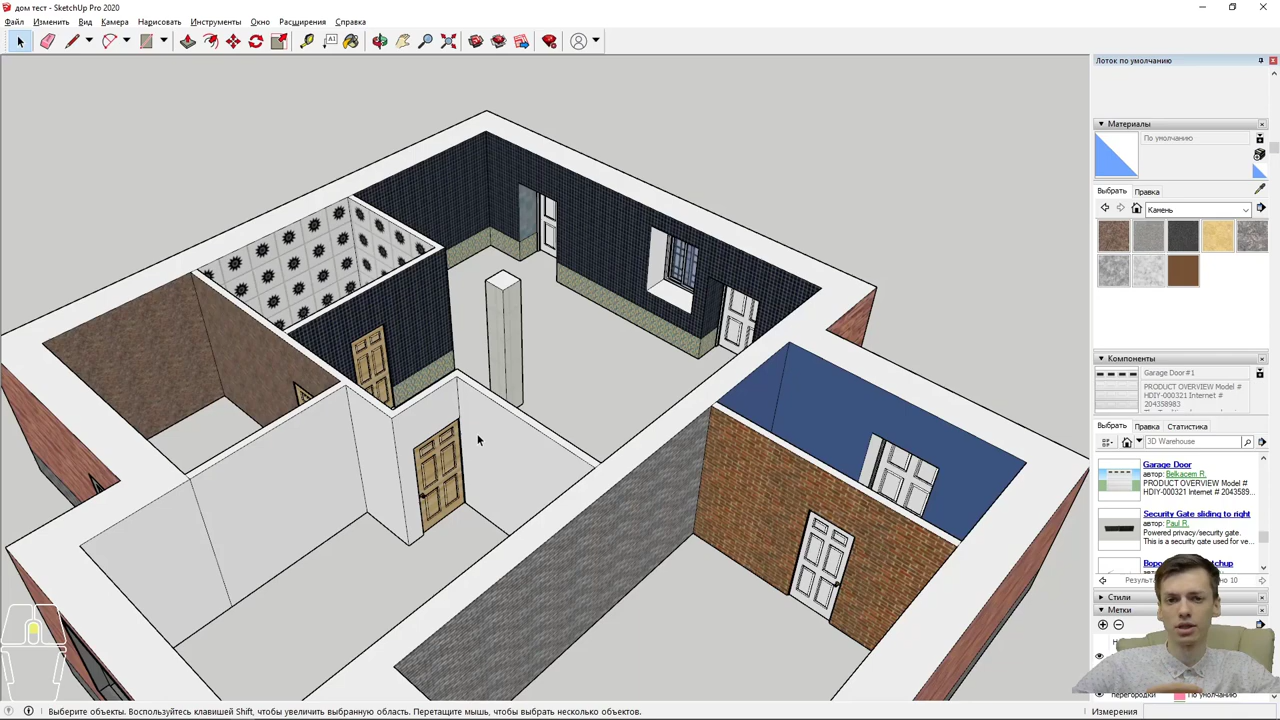 дом тест - SketchUp Pro 2020
Файл Изменить Вид Камера Нарисовать Инструменты Окно Расширения Справка
A1
Лоток по умолчанию
Материалы
По умолчанию
Выбрать Правка
Камень
Компоненты
Garage Door#1
PRODUCT OVERVIEW Model #
HDIY-000321 Internet #
204358983
Выбрать Правка Статистика
3D Warehouse
Garage Door
автор: Belkacem R.
PRODUCT OVERVIEW Model #
HDIY-000321 Internet # 20435898...
Security Gate sliding to right
автор: Paul R.
Powered privacy/security gate.
This is a security gate used for ve...
Стили
Метки
перегородки По умолчанию
Выберите объекты. Воспользуйтесь клавишей Shift, чтобы увеличить выбранную область. Перетащите мышь, чтобы выбрать несколько объектов.
Измерения